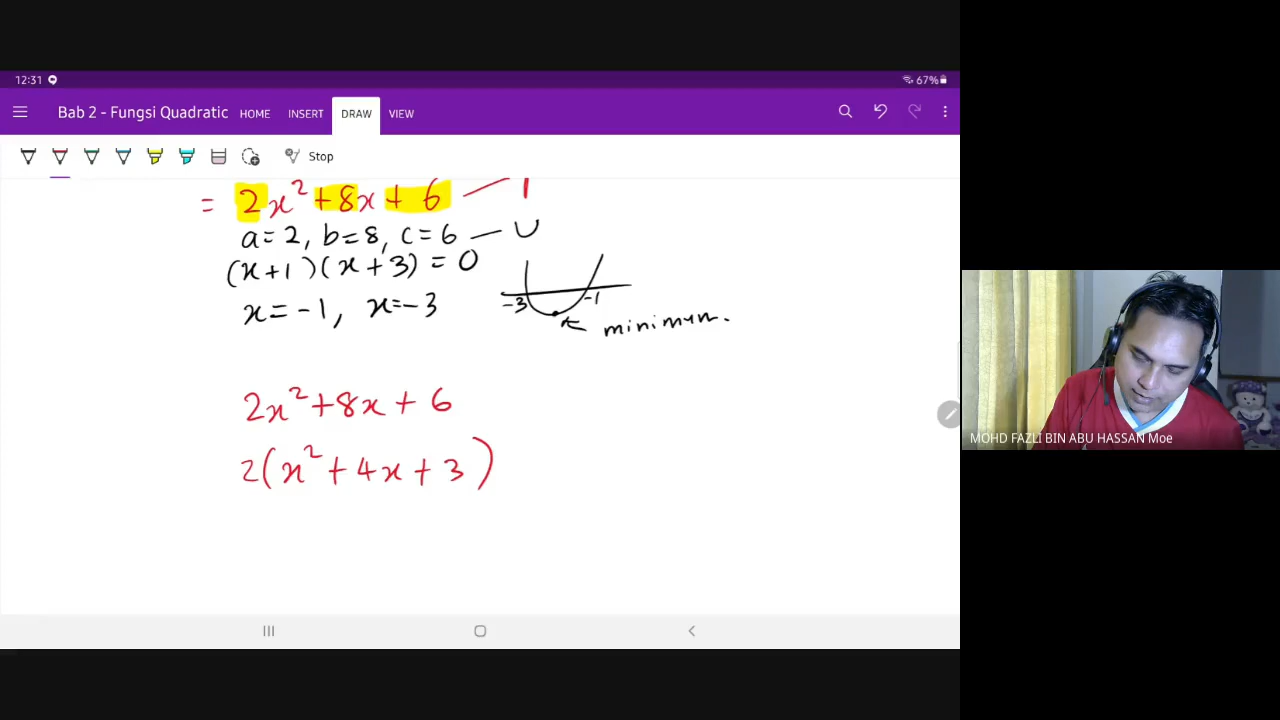 12:31 67%
Bab 2 - Fungsi Quadratic HOME INSERT DRAW VIEW
Stop
= 2x² + 8x + 6 — 1
a=2, b=8, c=6 — ∪
(x+1)(x+3) = 0
x = -1, x=-3
-3 -1
minimum.
2x² + 8x + 6
2(x² + 4x + 3)
MOHD FAZLI BIN ABU HASSAN Moe